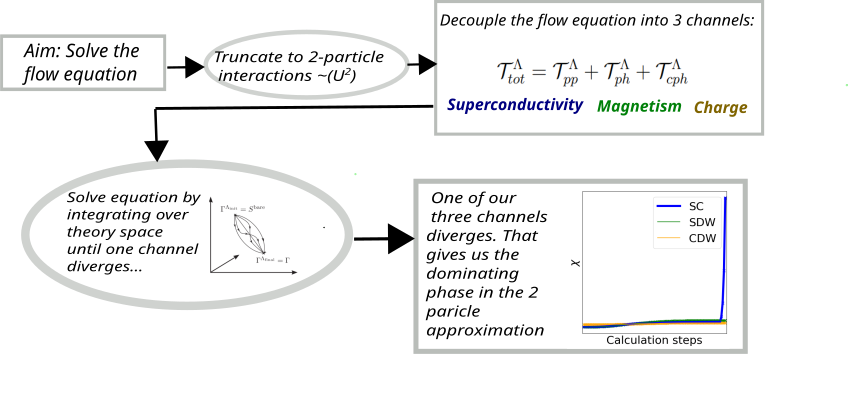 Aim: Solve the
flow equation
Truncate to 2-particle
interactions ~(U²)
Decouple the flow equation into 3 channels:
𝒯^Λ_tot = 𝒯^Λ_pp + 𝒯^Λ_ph + 𝒯^Λ_cph
Superconductivity Magnetism Charge
Solve equation by
integrating over
theory space
until one channel
diverges...
One of our
three channels
diverges. That
gives us the
dominating
phase in the 2
paricle
approximation
SC
SDW
CDW
χ
Calculation steps